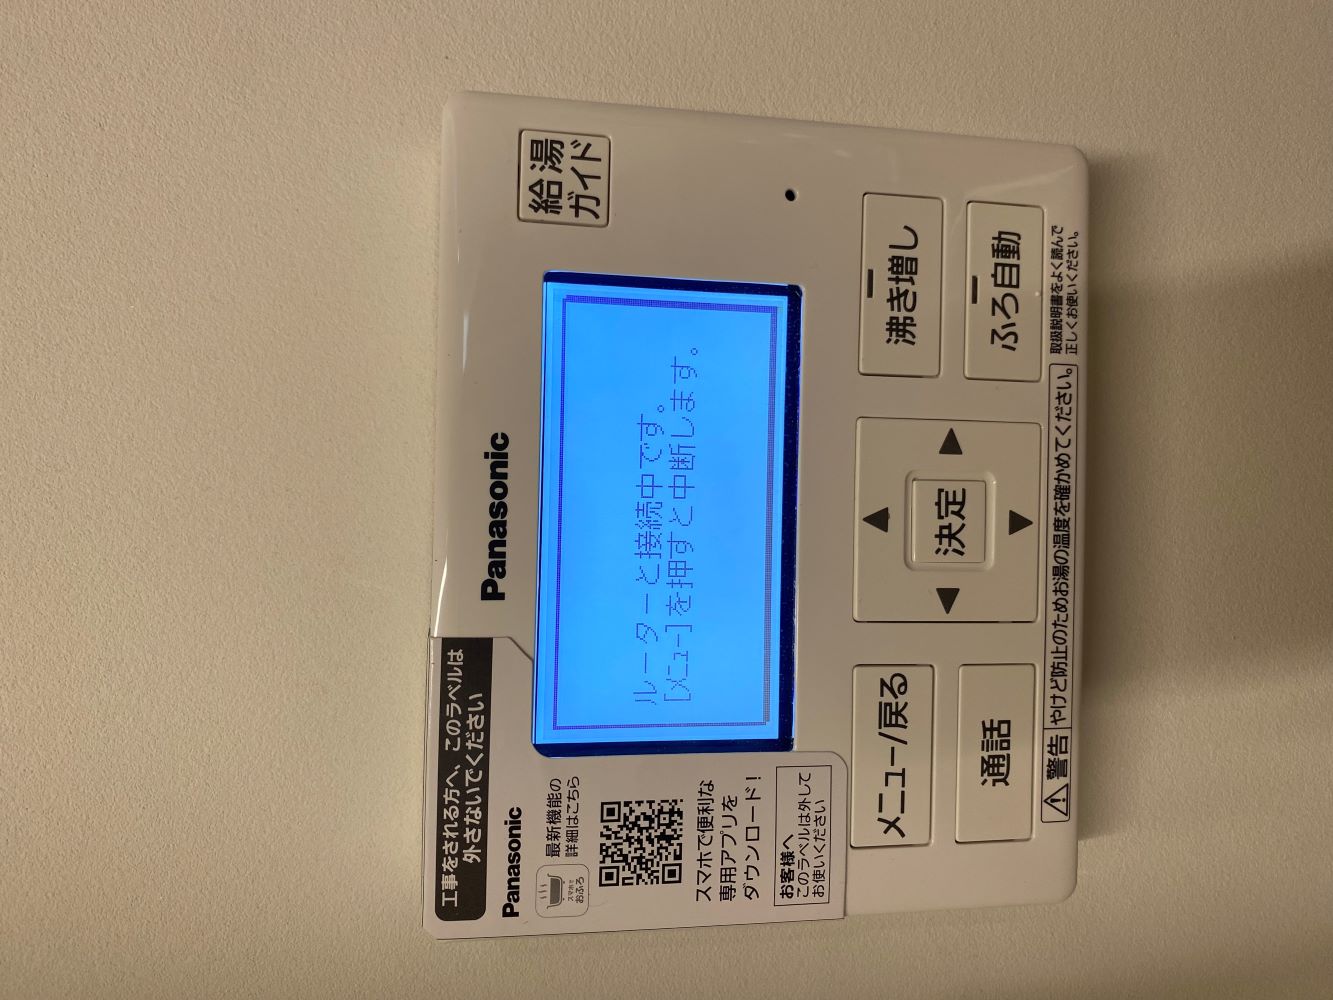 工事をされる方へ、このラベルは
外さないでください
Panasonic
スマホで
おふろ
最新機能の
詳細はこちら
スマホで便利な
専用アプリを
ダウンロード!
お客様へ
このラベルは外して
お使いください
Panasonic
給湯
ガイド
ルーターと接続中です。
[メニュー]を押すと中断します。
メニュー/戻る
通話
▲
◀
決定
▶
▼
沸き増し
ふろ自動
警告
やけど防止のためお湯の温度を確かめてください。
取扱説明書をよく読んで
正しくお使いください。